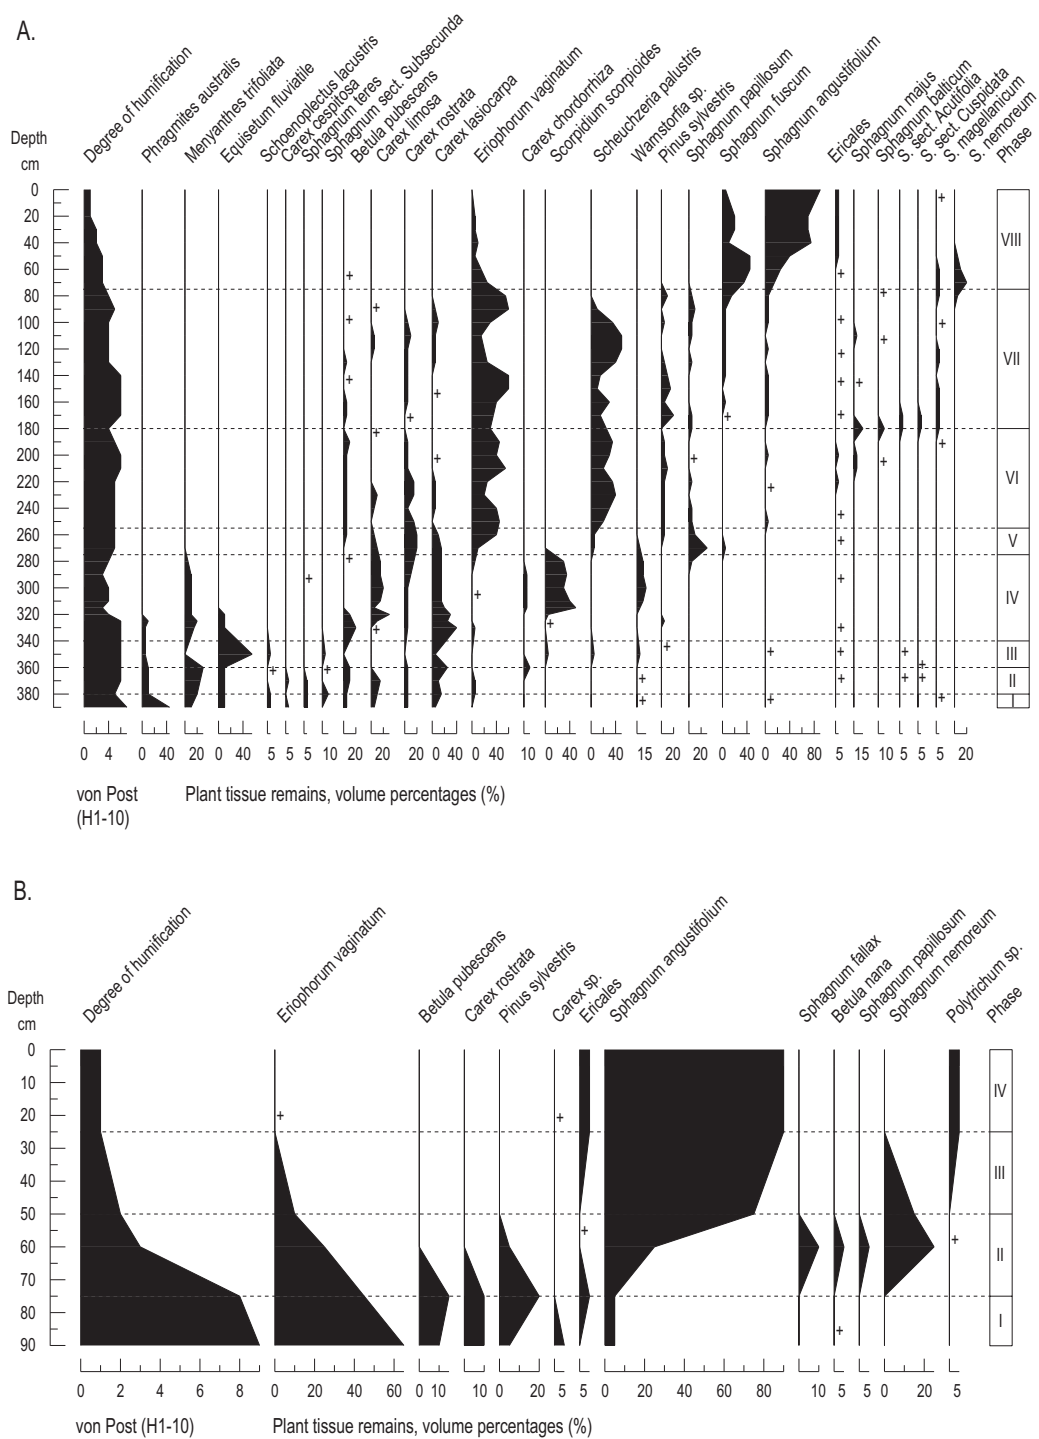 A.
Degree of humification
Phragmites australis
Menyanthes trifoliata
Equisetum fluviatile
Schoenoplectus lacustris
Carex cespitosa
Sphagnum teres
Sphagnum sect. Subsecunda
Betula pubescens
Carex limosa
Carex rostrata
Carex lasiocarpa
Eriophorum vaginatum
Carex chordorrhiza
Scorpidium scorpioides
Scheuchzeria palustris
Warnstorfia sp.
Pinus sylvestris
Sphagnum papillosum
Sphagnum fuscum
Sphagnum angustifolium
Ericales
Sphagnum majus
Sphagnum balticum
S. sect. Acutifolia
S. sect. Cuspidata
S. magellanicum
S. nemoreum
Phase
Depth
cm
0
20
40
60
80
100
120
140
160
180
200
220
240
260
280
300
320
340
360
380
VIII
VII
VI
V
IV
III
II
I
0 4 0 20 20 0 40 5 5 5 10 20 20 0 20 0 40 0 20 40 10 0 40 0 40 15 20 20 0 40 0 40 80 5 15 10 5 5 5 20
von Post
(H1-10)
Plant tissue remains, volume percentages (%)
B.
Degree of humification
Eriophorum vaginatum
Betula pubescens
Carex rostrata
Pinus sylvestris
Carex sp.
Ericales
Sphagnum angustifolium
Sphagnum fallax
Betula nana
Sphagnum papillosum
Sphagnum nemoreum
Polytrichum sp.
Phase
Depth
cm
0
10
20
30
40
50
60
70
80
90
IV
III
II
I
0 2 4 6 8 0 20 40 60 0 10 10 0 20 5 5 0 20 40 60 80 10 5 5 0 20 5
von Post (H1-10)
Plant tissue remains, volume percentages (%)